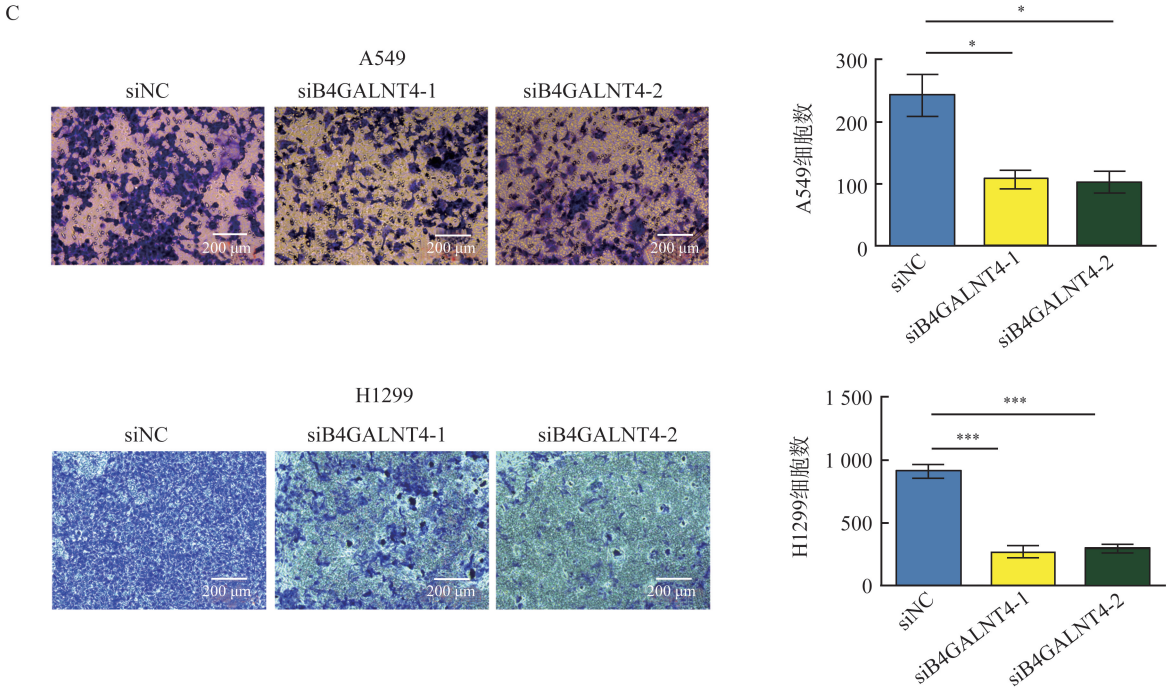 C
A549
siNC
siB4GALNT4-1
siB4GALNT4-2
200 μm
200 μm
200 μm
*
*
300
200
100
0
A549细胞数
siNC
siB4GALNT4-1
siB4GALNT4-2
H1299
siNC
siB4GALNT4-1
siB4GALNT4-2
200 μm
200 μm
200 μm
***
***
1 500
1 000
500
0
H1299细胞数
siNC
siB4GALNT4-1
siB4GALNT4-2